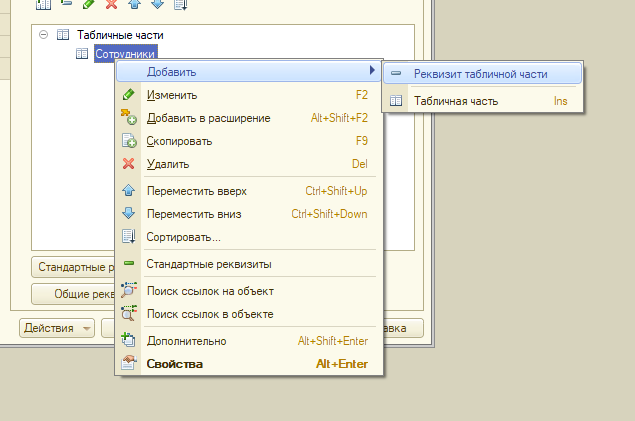 Табличные части
Сотрудники
Добавить
Реквизит табличной части
Изменить F2
Табличная часть Ins
Добавить в расширение Alt+Shift+F2
Скопировать F9
Удалить Del
Переместить вверх Ctrl+Shift+Up
Переместить вниз Ctrl+Shift+Down
Сортировать...
Стандартные р
Стандартные реквизиты
Общие рекв
Поиск ссылок на объект
Поиск ссылок в объекте
Действия
авка
Дополнительно Alt+Shift+Enter
Свойства Alt+Enter